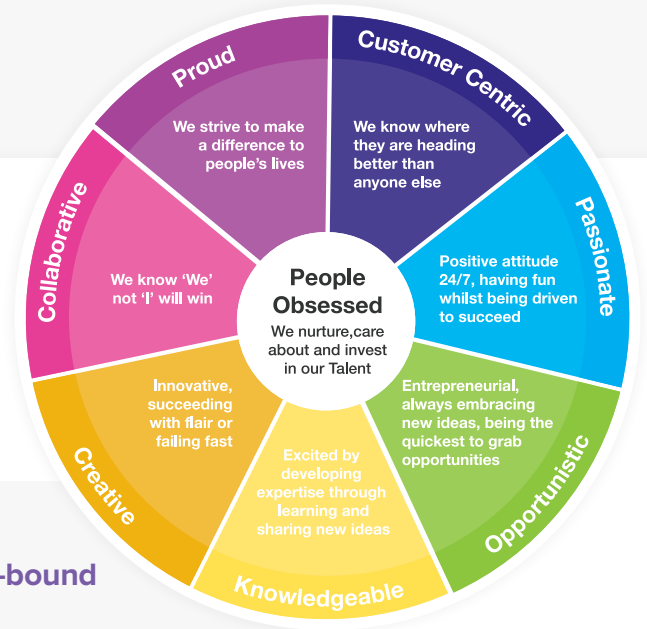 People
Obsessed
We nurture,care
about and invest
in our Talent
Customer Centric
We know where
they are heading
better than
anyone else
Passionate
Positive attitude
24/7, having fun
whilst being driven
to succeed
Opportunistic
Entrepreneurial,
always embracing
new ideas, being the
quickest to grab
opportunities
Knowledgeable
Excited by
developing
expertise through
learning and
sharing new ideas
Creative
Innovative,
succeeding
with flair or
failing fast
Collaborative
We know ‘We’
not ‘I’ will win
Proud
We strive to make
a difference to
people’s lives
-bound